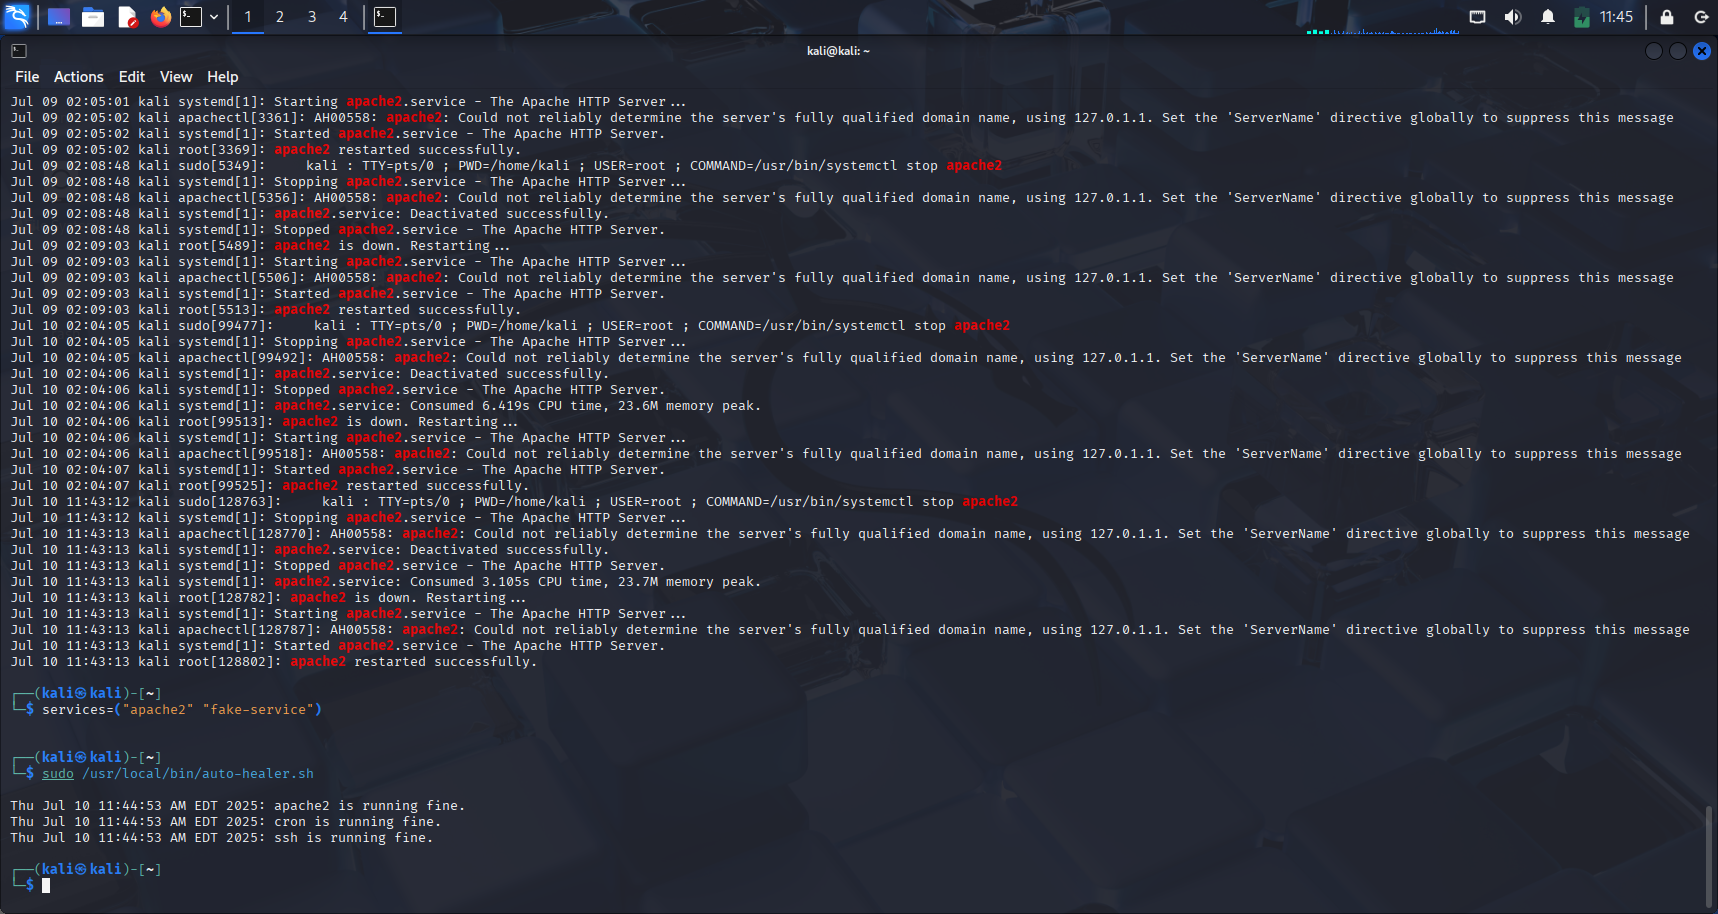 1 2 3 4 11:45
kali@kali: ~
File Actions Edit View Help
Jul 09 02:05:01 kali systemd[1]: Starting apache2.service - The Apache HTTP Server...
Jul 09 02:05:02 kali apachectl[3361]: AH00558: apache2: Could not reliably determine the server's fully qualified domain name, using 127.0.1.1. Set the 'ServerName' directive globally to suppress this message
Jul 09 02:05:02 kali systemd[1]: Started apache2.service - The Apache HTTP Server.
Jul 09 02:05:02 kali root[3369]: apache2 restarted successfully.
Jul 09 02:08:48 kali sudo[5349]:     kali : TTY=pts/0 ; PWD=/home/kali ; USER=root ; COMMAND=/usr/bin/systemctl stop apache2
Jul 09 02:08:48 kali systemd[1]: Stopping apache2.service - The Apache HTTP Server...
Jul 09 02:08:48 kali apachectl[5356]: AH00558: apache2: Could not reliably determine the server's fully qualified domain name, using 127.0.1.1. Set the 'ServerName' directive globally to suppress this message
Jul 09 02:08:48 kali systemd[1]: apache2.service: Deactivated successfully.
Jul 09 02:08:48 kali systemd[1]: Stopped apache2.service - The Apache HTTP Server.
Jul 09 02:09:03 kali root[5489]: apache2 is down. Restarting...
Jul 09 02:09:03 kali systemd[1]: Starting apache2.service - The Apache HTTP Server...
Jul 09 02:09:03 kali apachectl[5506]: AH00558: apache2: Could not reliably determine the server's fully qualified domain name, using 127.0.1.1. Set the 'ServerName' directive globally to suppress this message
Jul 09 02:09:03 kali systemd[1]: Started apache2.service - The Apache HTTP Server.
Jul 09 02:09:03 kali root[5513]: apache2 restarted successfully.
Jul 10 02:04:05 kali sudo[99477]:     kali : TTY=pts/0 ; PWD=/home/kali ; USER=root ; COMMAND=/usr/bin/systemctl stop apache2
Jul 10 02:04:05 kali systemd[1]: Stopping apache2.service - The Apache HTTP Server...
Jul 10 02:04:05 kali apachectl[99492]: AH00558: apache2: Could not reliably determine the server's fully qualified domain name, using 127.0.1.1. Set the 'ServerName' directive globally to suppress this message
Jul 10 02:04:06 kali systemd[1]: apache2.service: Deactivated successfully.
Jul 10 02:04:06 kali systemd[1]: Stopped apache2.service - The Apache HTTP Server.
Jul 10 02:04:06 kali systemd[1]: apache2.service: Consumed 6.419s CPU time, 23.6M memory peak.
Jul 10 02:04:06 kali root[99513]: apache2 is down. Restarting...
Jul 10 02:04:06 kali systemd[1]: Starting apache2.service - The Apache HTTP Server...
Jul 10 02:04:06 kali apachectl[99518]: AH00558: apache2: Could not reliably determine the server's fully qualified domain name, using 127.0.1.1. Set the 'ServerName' directive globally to suppress this message
Jul 10 02:04:07 kali systemd[1]: Started apache2.service - The Apache HTTP Server.
Jul 10 02:04:07 kali root[99525]: apache2 restarted successfully.
Jul 10 11:43:12 kali sudo[128763]:     kali : TTY=pts/0 ; PWD=/home/kali ; USER=root ; COMMAND=/usr/bin/systemctl stop apache2
Jul 10 11:43:12 kali systemd[1]: Stopping apache2.service - The Apache HTTP Server...
Jul 10 11:43:13 kali apachectl[128770]: AH00558: apache2: Could not reliably determine the server's fully qualified domain name, using 127.0.1.1. Set the 'ServerName' directive globally to suppress this message
Jul 10 11:43:13 kali systemd[1]: apache2.service: Deactivated successfully.
Jul 10 11:43:13 kali systemd[1]: Stopped apache2.service - The Apache HTTP Server.
Jul 10 11:43:13 kali systemd[1]: apache2.service: Consumed 3.105s CPU time, 23.7M memory peak.
Jul 10 11:43:13 kali root[128782]: apache2 is down. Restarting...
Jul 10 11:43:13 kali systemd[1]: Starting apache2.service - The Apache HTTP Server...
Jul 10 11:43:13 kali apachectl[128787]: AH00558: apache2: Could not reliably determine the server's fully qualified domain name, using 127.0.1.1. Set the 'ServerName' directive globally to suppress this message
Jul 10 11:43:13 kali systemd[1]: Started apache2.service - The Apache HTTP Server.
Jul 10 11:43:13 kali root[128802]: apache2 restarted successfully.
┌──(kali㉿kali)-[~]
└─$ services=("apache2" "fake-service")
┌──(kali㉿kali)-[~]
└─$ sudo /usr/local/bin/auto-healer.sh
Thu Jul 10 11:44:53 AM EDT 2025: apache2 is running fine.
Thu Jul 10 11:44:53 AM EDT 2025: cron is running fine.
Thu Jul 10 11:44:53 AM EDT 2025: ssh is running fine.
┌──(kali㉿kali)-[~]
└─$